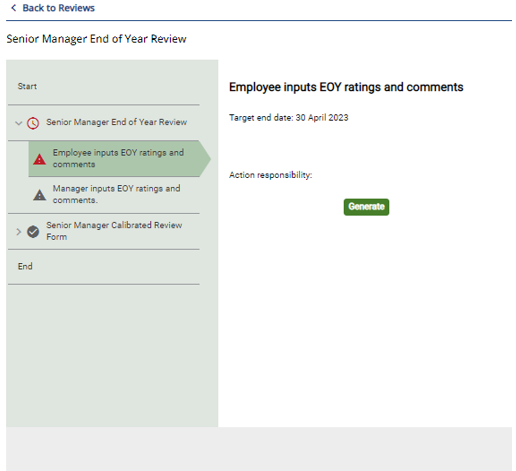 Back to Reviews
Senior Manager End of Year Review
Start
Senior Manager End of Year Review
Employee inputs EOY ratings and
comments
Manager inputs EOY ratings and
comments.
Senior Manager Calibrated Review
Form
End
Employee inputs EOY ratings and comments
Target end date: 30 April 2023
Action responsibility:
Generate